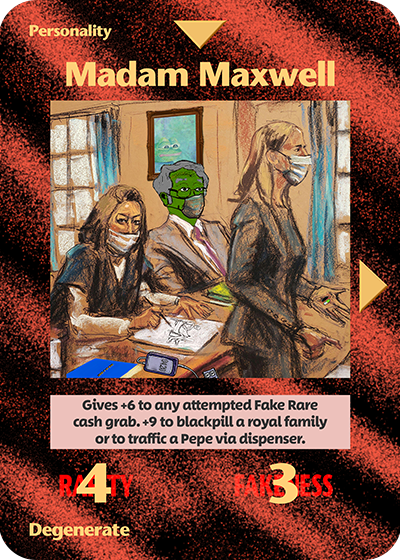 Personality
Madam Maxwell
Gives +6 to any attempted Fake Rare
cash grab. +9 to blackpill a royal family
or to traffic a Pepe via dispenser.
4 3
Degenerate